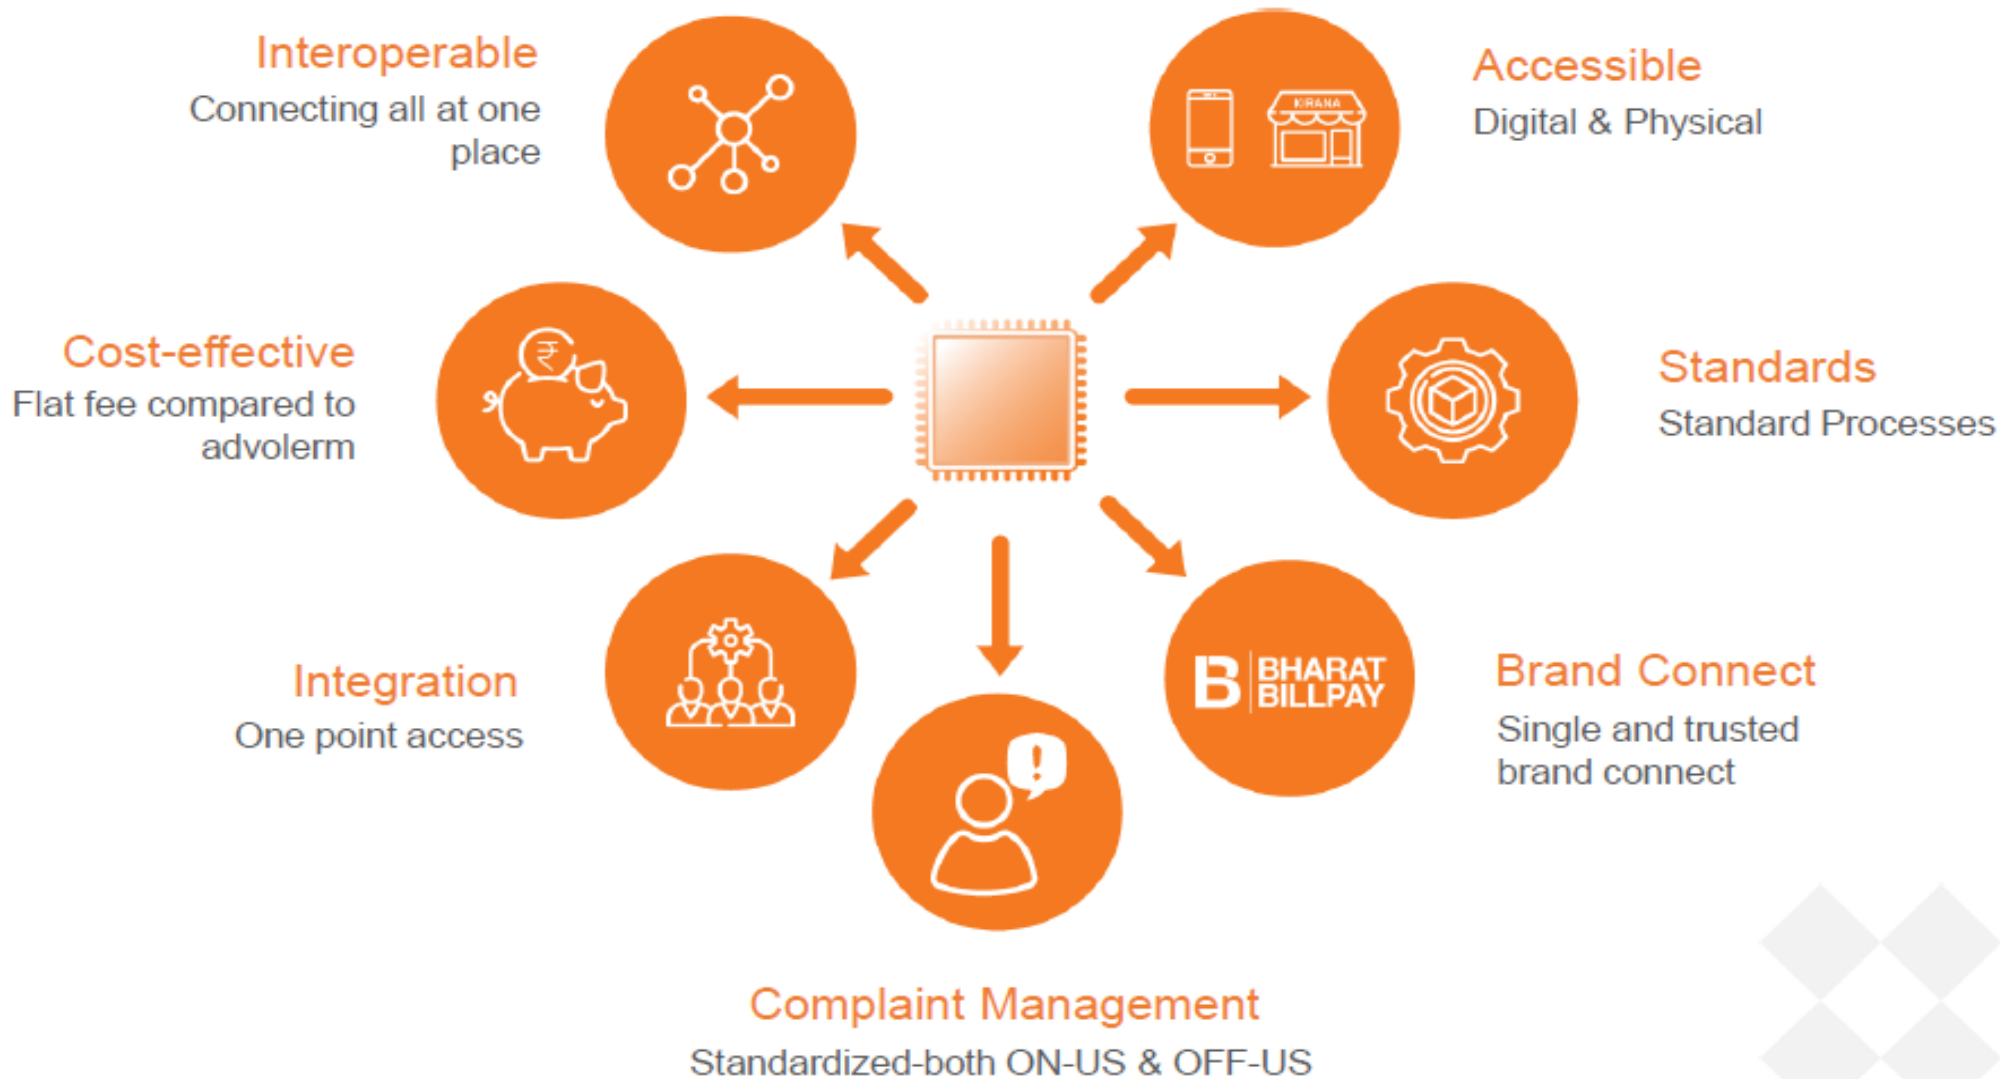 Interoperable
Connecting all at one
place
KIRANA
Accessible
Digital & Physical
₹
Cost-effective
Flat fee compared to
advolerm
Standards
Standard Processes
Integration
One point access
B BHARAT
BILLPAY
Brand Connect
Single and trusted
brand connect
!
Complaint Management
Standardized-both ON-US & OFF-US